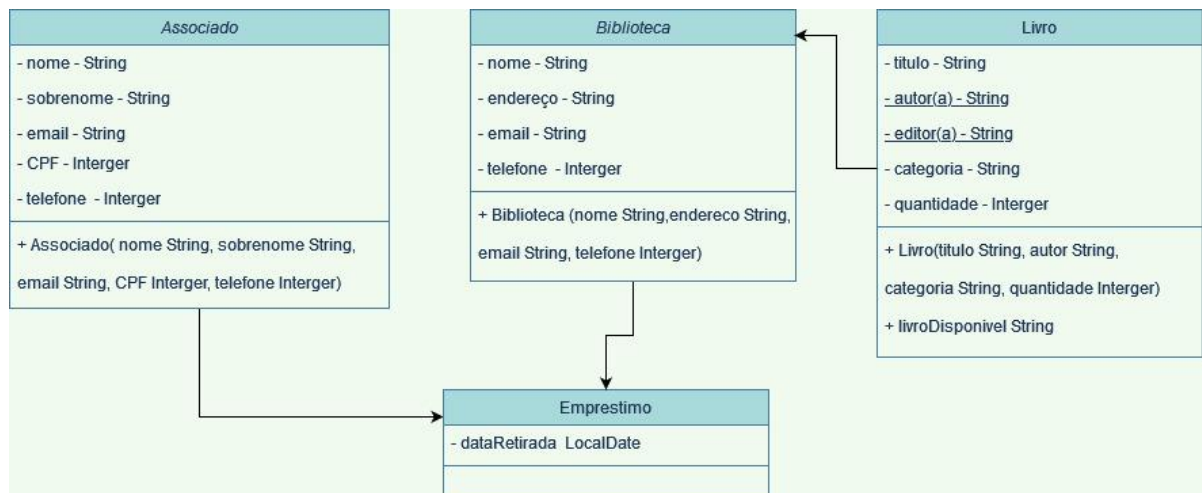 Associado
- nome - String
- sobrenome - String
- email - String
- CPF - Interger
- telefone - Interger
+ Associado( nome String, sobrenome String,
email String, CPF Interger, telefone Interger)
Biblioteca
- nome - String
- endereço - String
- email - String
- telefone - Interger
+ Biblioteca (nome String,endereco String,
email String, telefone Interger)
Livro
- titulo - String
- autor(a) - String
- editor(a) - String
- categoria - String
- quantidade - Interger
+ Livro(titulo String, autor String,
categoria String, quantidade Interger)
+ livroDisponivel String
Emprestimo
- dataRetirada LocalDate